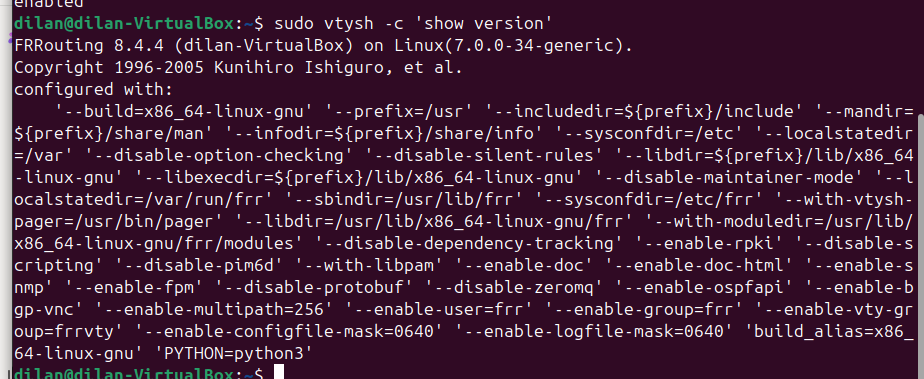 enabled
dilan@dilan-VirtualBox:~$ sudo vtysh -c 'show version'
FRRouting 8.4.4 (dilan-VirtualBox) on Linux(7.0.0-34-generic).
Copyright 1996-2005 Kunihiro Ishiguro, et al.
configured with:
    '--build=x86_64-linux-gnu' '--prefix=/usr' '--includedir=${prefix}/include' '--mandir=
${prefix}/share/man' '--infodir=${prefix}/share/info' '--sysconfdir=/etc' '--localstatedir
=/var' '--disable-option-checking' '--disable-silent-rules' '--libdir=${prefix}/lib/x86_64
-linux-gnu' '--libexecdir=${prefix}/lib/x86_64-linux-gnu' '--disable-maintainer-mode' '--l
ocalstatedir=/var/run/frr' '--sbindir=/usr/lib/frr' '--sysconfdir=/etc/frr' '--with-vtysh-
pager=/usr/bin/pager' '--libdir=/usr/lib/x86_64-linux-gnu/frr' '--with-moduledir=/usr/lib/
x86_64-linux-gnu/frr/modules' '--disable-dependency-tracking' '--enable-rpki' '--disable-s
cripting' '--disable-pim6d' '--with-libpam' '--enable-doc' '--enable-doc-html' '--enable-s
nmp' '--enable-fpm' '--disable-protobuf' '--disable-zeromq' '--enable-ospfapi' '--enable-b
gp-vnc' '--enable-multipath=256' '--enable-user=frr' '--enable-group=frr' '--enable-vty-gr
oup=frrvty' '--enable-configfile-mask=0640' '--enable-logfile-mask=0640' 'build_alias=x86_
64-linux-gnu' 'PYTHON=python3'
dilan@dilan-VirtualBox:~$